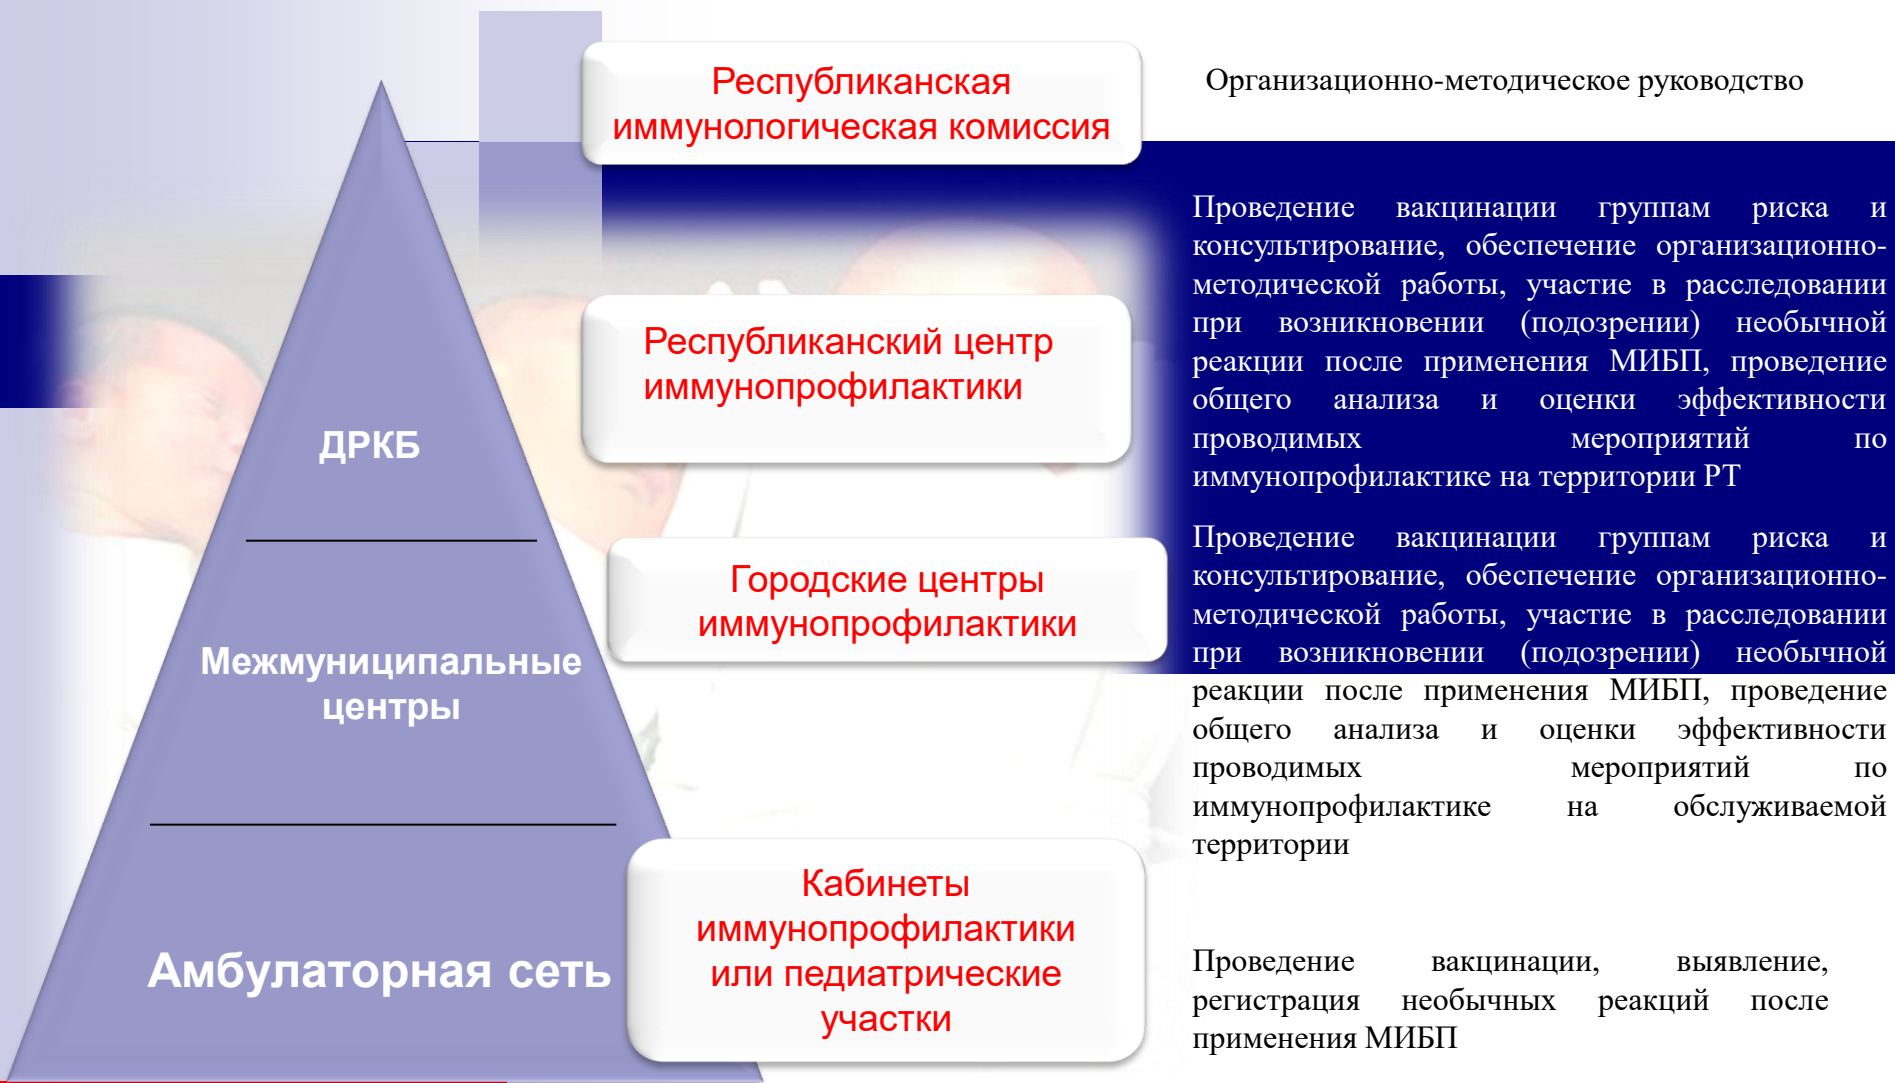 Республиканская
иммунологическая комиссия
Организационно-методическое руководство
Республиканский центр
иммунопрофилактики
Проведение вакцинации группам риска и
консультирование, обеспечение организационно-
методической работы, участие в расследовании
при возникновении (подозрении) необычной
реакции после применения МИБП, проведение
общего анализа и оценки эффективности
проводимых мероприятий по
иммунопрофилактике на территории РТ
ДРКБ
Городские центры
иммунопрофилактики
Проведение вакцинации группам риска и
консультирование, обеспечение организационно-
методической работы, участие в расследовании
при возникновении (подозрении) необычной
реакции после применения МИБП, проведение
общего анализа и оценки эффективности
проводимых мероприятий по
иммунопрофилактике на обслуживаемой
территории
Межмуниципальные
центры
Амбулаторная сеть
Кабинеты
иммунопрофилактики
или педиатрические
участки
Проведение вакцинации, выявление,
регистрация необычных реакций после
применения МИБП